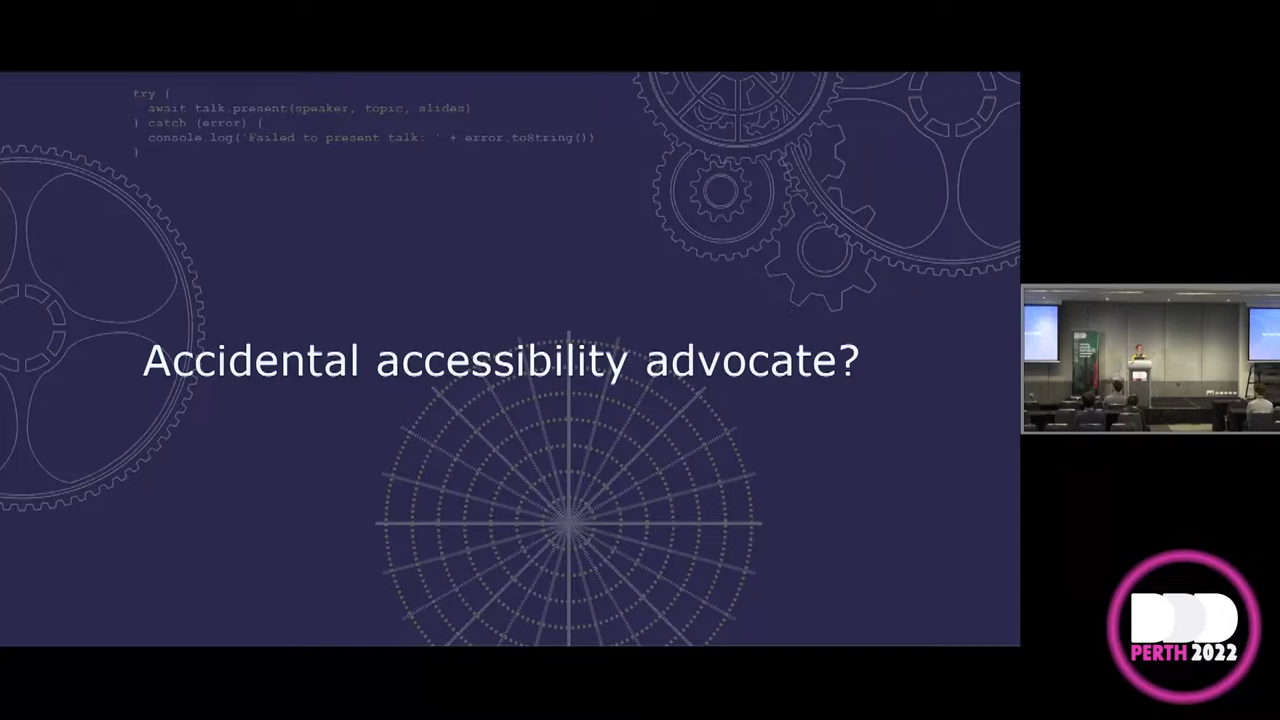 try {
await talk.present(speaker, topic, slides)
} catch (error) {
console.log('Failed to present talk: ' + error.toString())
}
Accidental accessibility advocate?
DDD
PERTH 2022